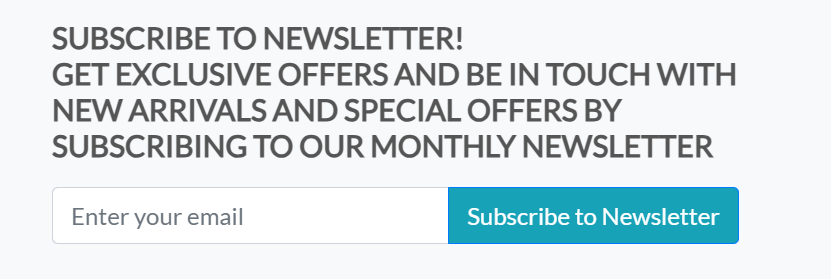 SUBSCRIBE TO NEWSLETTER!
GET EXCLUSIVE OFFERS AND BE IN TOUCH WITH
NEW ARRIVALS AND SPECIAL OFFERS BY
SUBSCRIBING TO OUR MONTHLY NEWSLETTER
Enter your email Subscribe to Newsletter